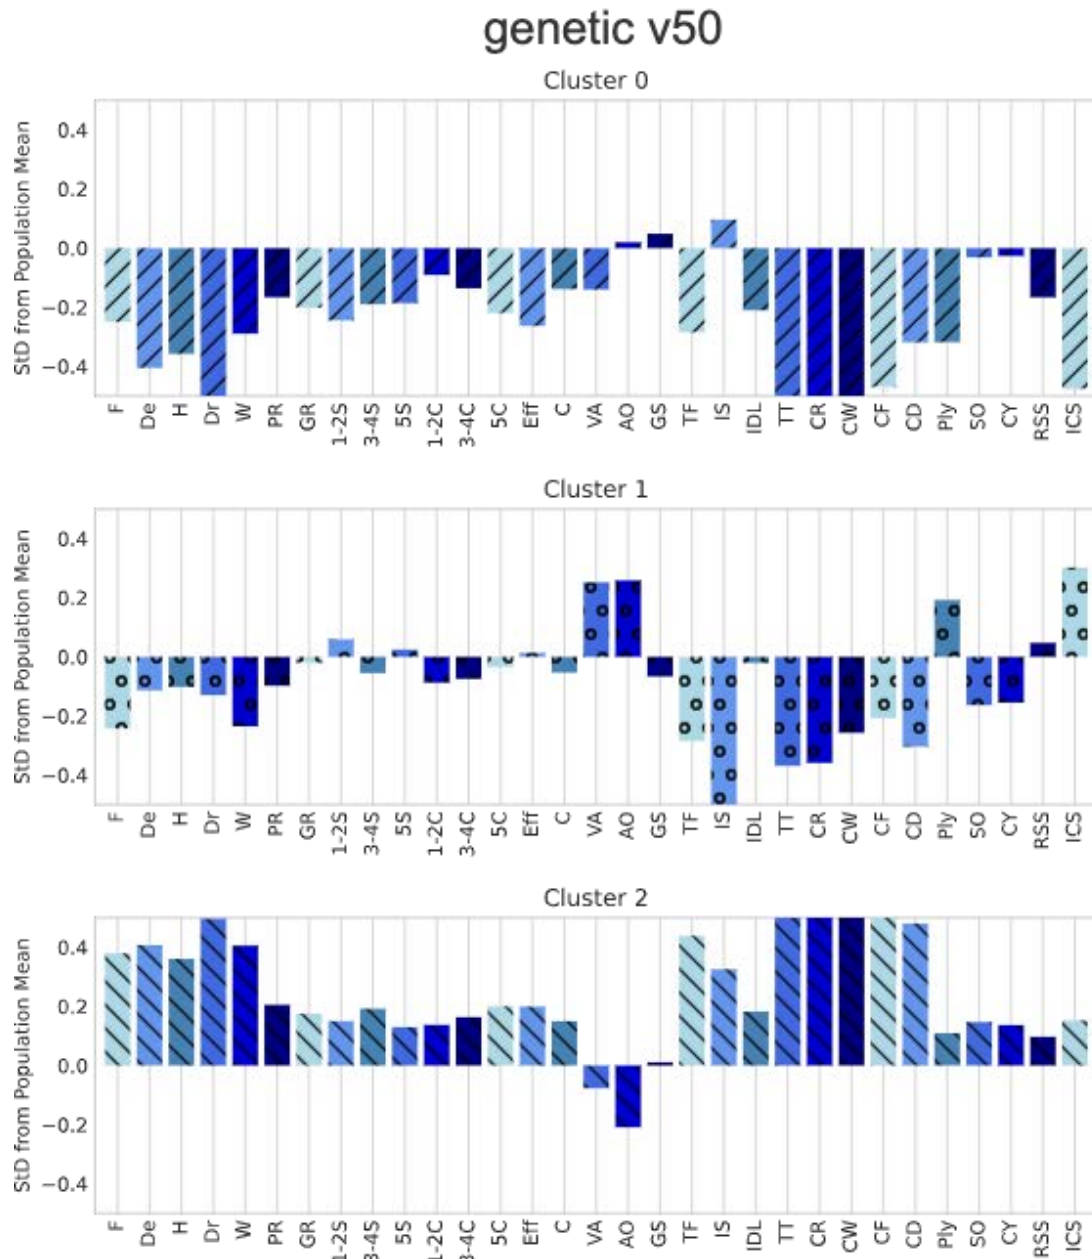 genetic v50
Cluster 0
StD from Population Mean
0.4
0.2
0.0
−0.2
−0.4
F De H Dr W PR GR 1-2S 3-4S 5S 1-2C 3-4C 5C Eff C VA AO GS TF IS IDL TT CR CW CF CD Ply SO CY RSS ICS
Cluster 1
StD from Population Mean
0.4
0.2
0.0
−0.2
−0.4
F De H Dr W PR GR 1-2S 3-4S 5S 1-2C 3-4C 5C Eff C VA AO GS TF IS IDL TT CR CW CF CD Ply SO CY RSS ICS
Cluster 2
StD from Population Mean
0.4
0.2
0.0
−0.2
−0.4
F De H Dr W PR GR 1-2S 3-4S 5S 1-2C 3-4C 5C Eff C VA AO GS TF IS IDL TT CR CW CF CD Ply SO CY RSS ICS